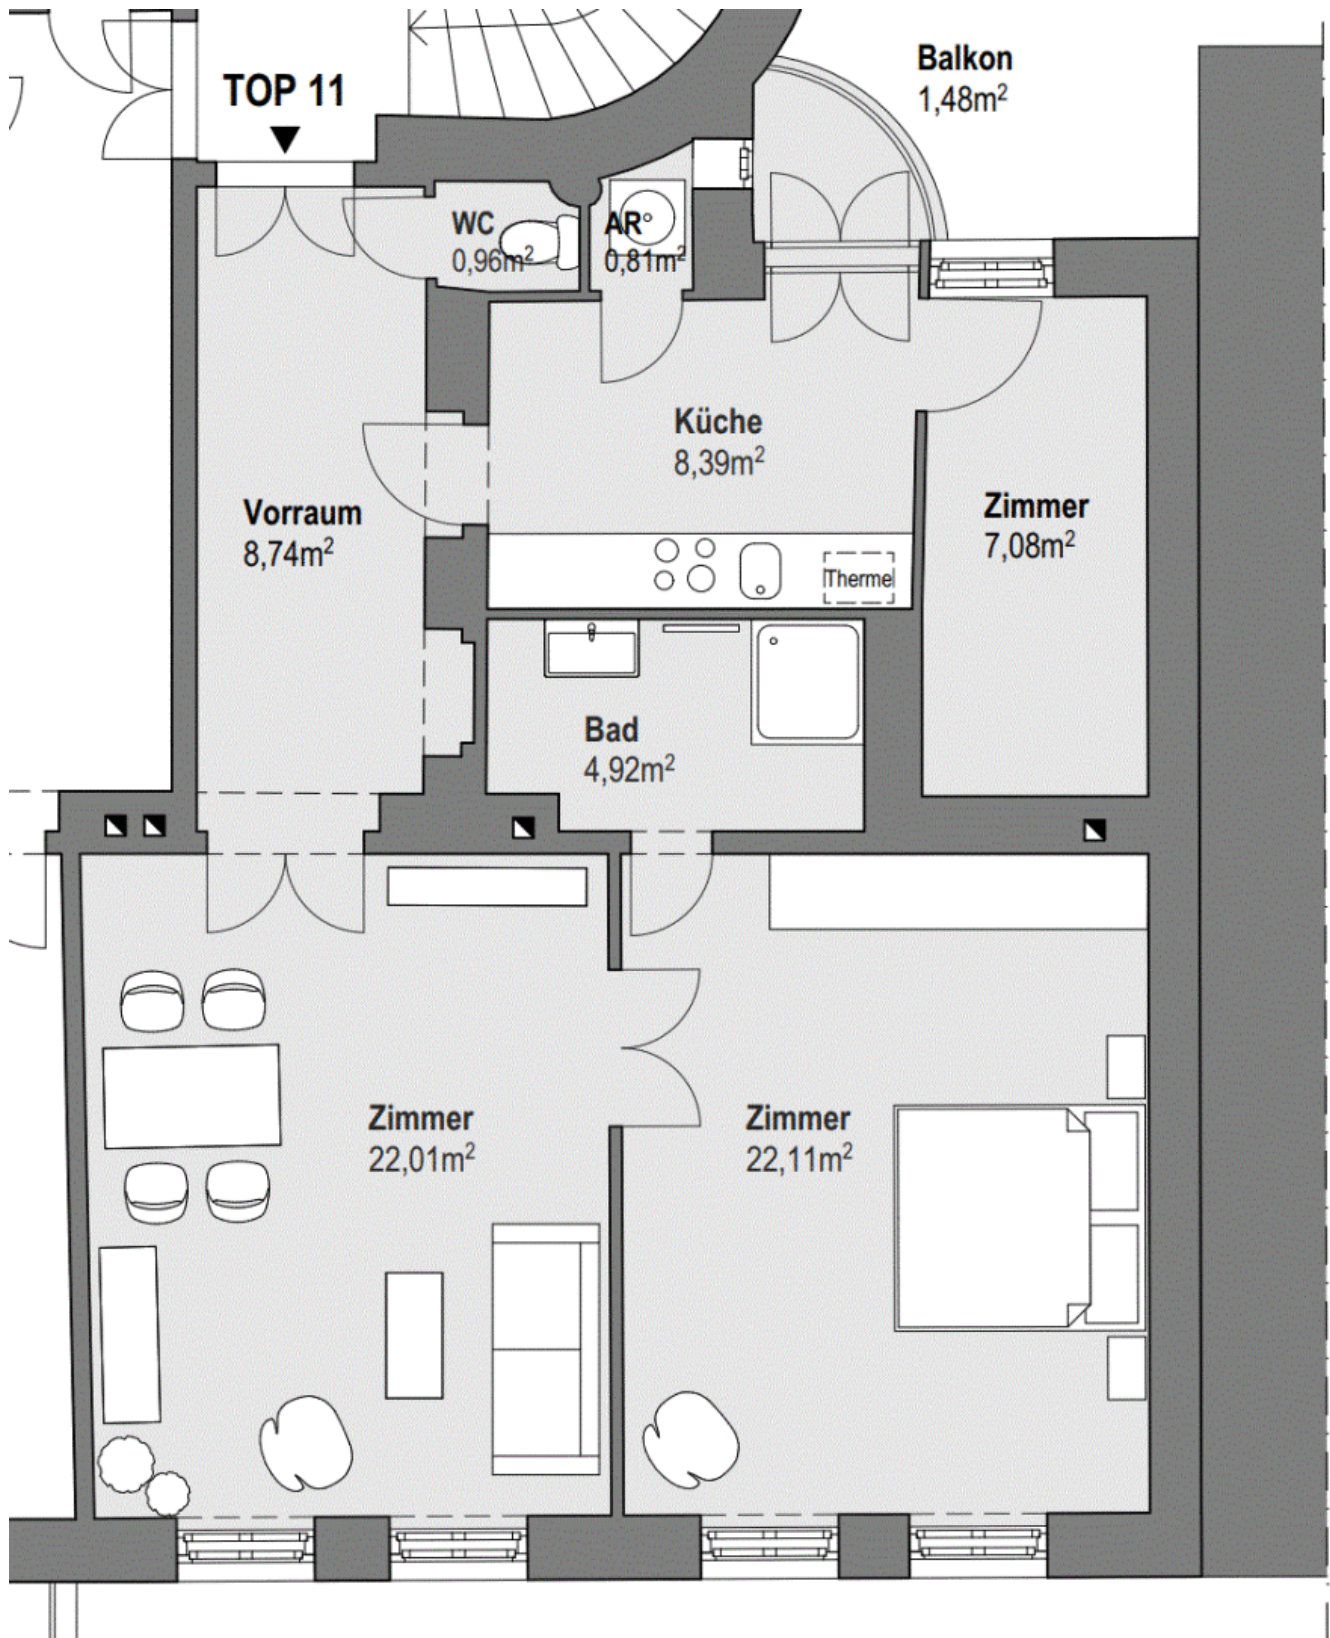 Balkon
1,48m²
TOP 11
WC
0,96m²
AR°
0,81m²
Küche
8,39m²
Vorraum
8,74m²
Zimmer
7,08m²
Therme
Bad
4,92m²
Zimmer
22,01m²
Zimmer
22,11m²